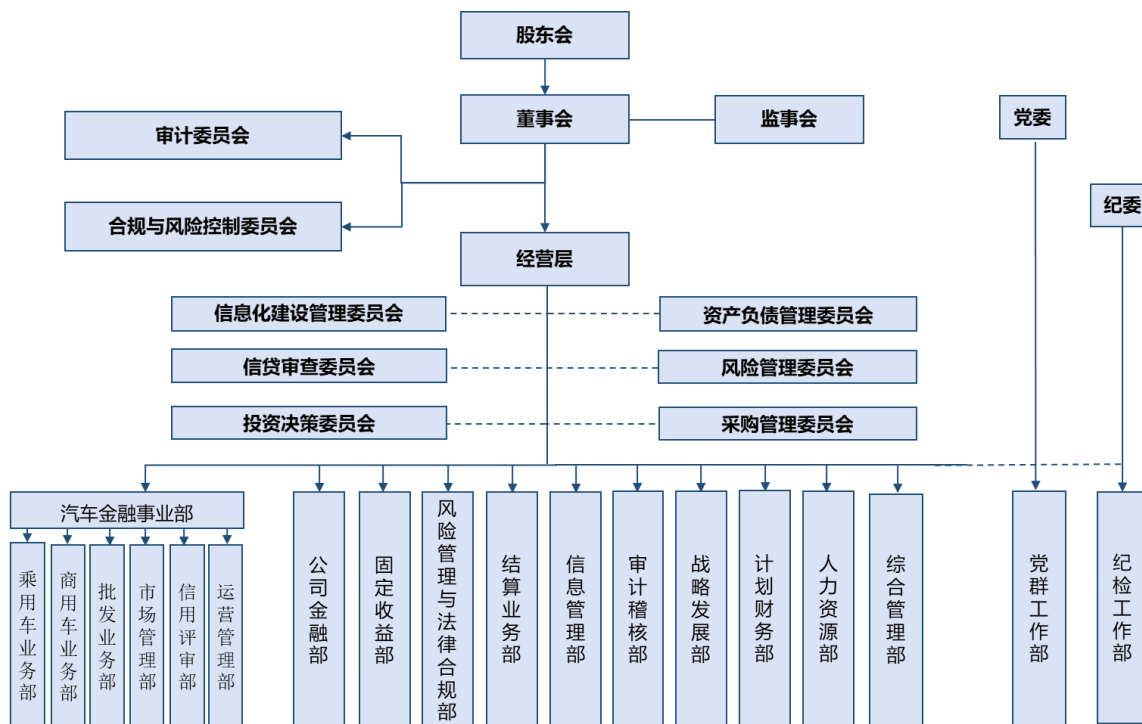 股东会
董事会
监事会
党委
审计委员会
纪委
合规与风险控制委员会
经营层
信息化建设管理委员会
资产负债管理委员会
信贷审查委员会
风险管理委员会
投资决策委员会
采购管理委员会
汽车金融事业部
乘用车业务部
商用车业务部
批发业务部
市场管理部
信用评审部
运营管理部
公司金融部
固定收益部
风险管理与法律合规部
结算业务部
信息管理部
审计稽核部
战略发展部
计划财务部
人力资源部
综合管理部
党群工作部
纪检工作部